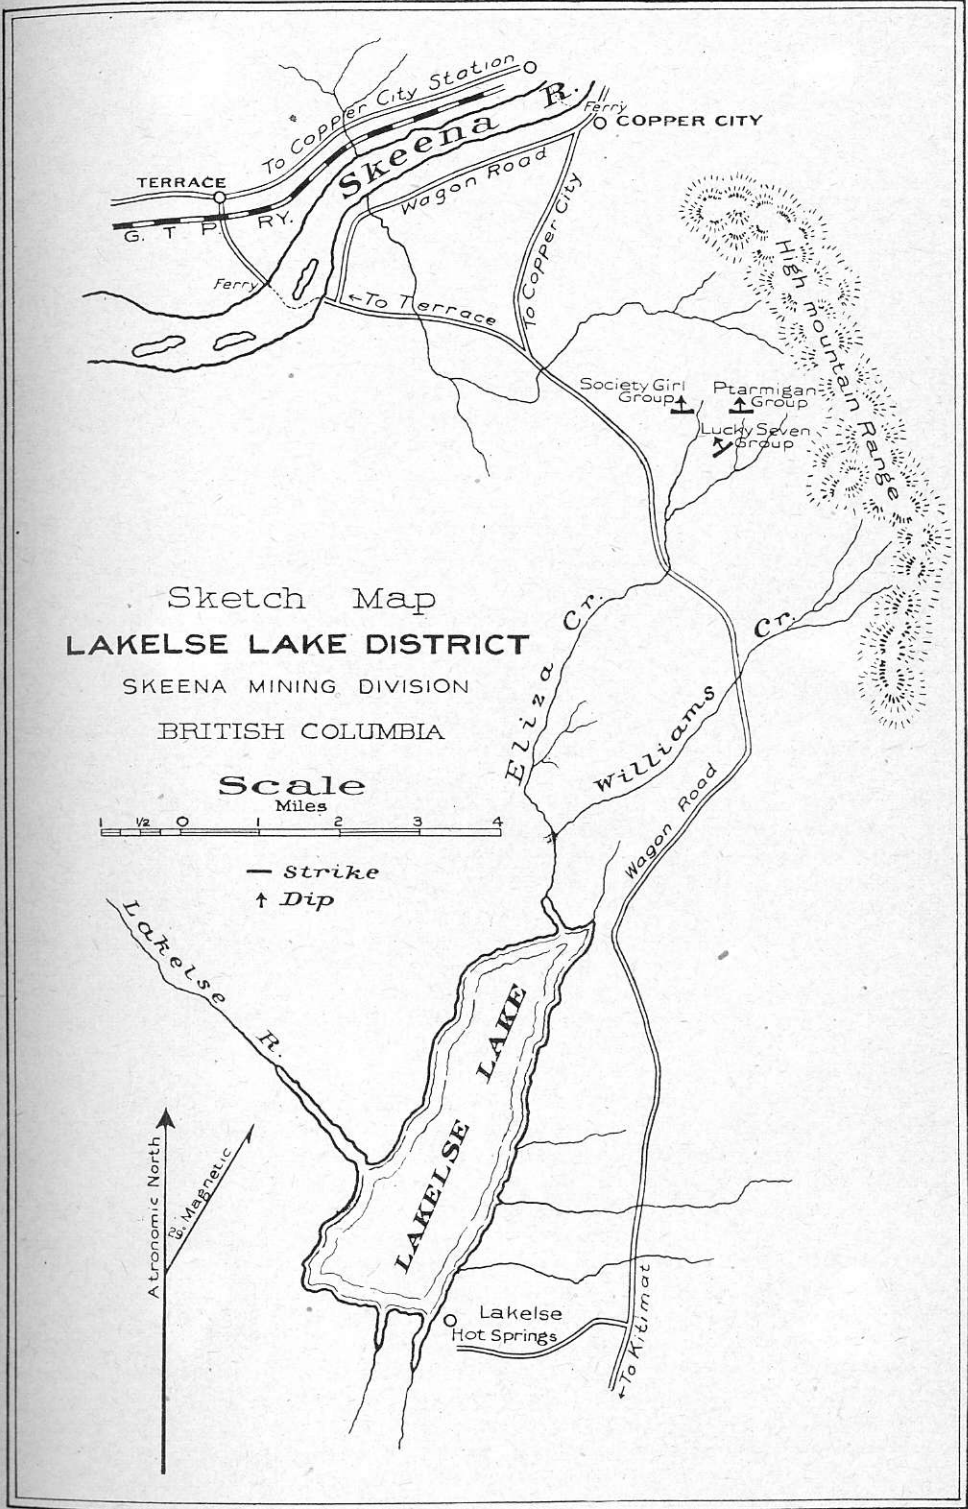 To Copper City Station
Skeena R.
Ferry
COPPER CITY
TERRACE
G. T. P. RY.
Wagon Road
To Copper City
Ferry
←To Terrace
High mountain Range
Society Girl
Group
Ptarmigan
Group
Lucky Seven
Group
Sketch Map
LAKELSE LAKE DISTRICT
SKEENA MINING DIVISION
BRITISH COLUMBIA
Scale
Miles
1 1/2 0 1 2 3 4
Strike
Dip
Eliza Cr.
Williams Cr.
Wagon Road
Lakelse R.
LAKELSE LAKE
Atronomic North
Magnetic
Lakelse
Hot Springs
←To Kitimat